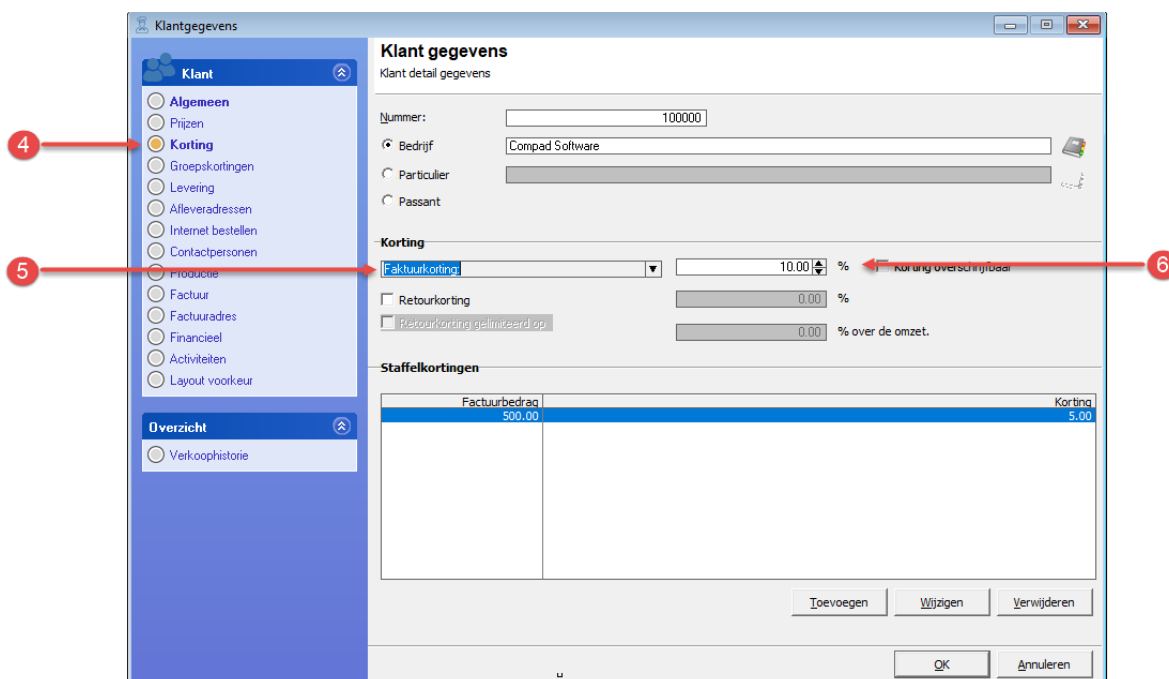 Klantgegevens
Klant
Algemeen
Prijzen
Korting
Groepskortingen
Levering
Afleveradressen
Internet bestellen
Contactpersonen
Productie
Factuur
Factuuradres
Financieel
Activiteiten
Layout voorkeur
Overzicht
Verkoophistorie
4
5
Klant gegevens
Klant detail gegevens
Nummer: 100000
Bedrijf Compad Software
Particulier
Passant
Korting
Faktuurkorting: 10.00 % Korting overschrijfbaar
6
Retourkorting 0.00 %
Retourkorting gelimiteerd op 0.00 % over de omzet.
Staffelkortingen
Factuurbedrag Korting
500.00 5.00
Toevoegen Wijzigen Verwijderen
OK Annuleren